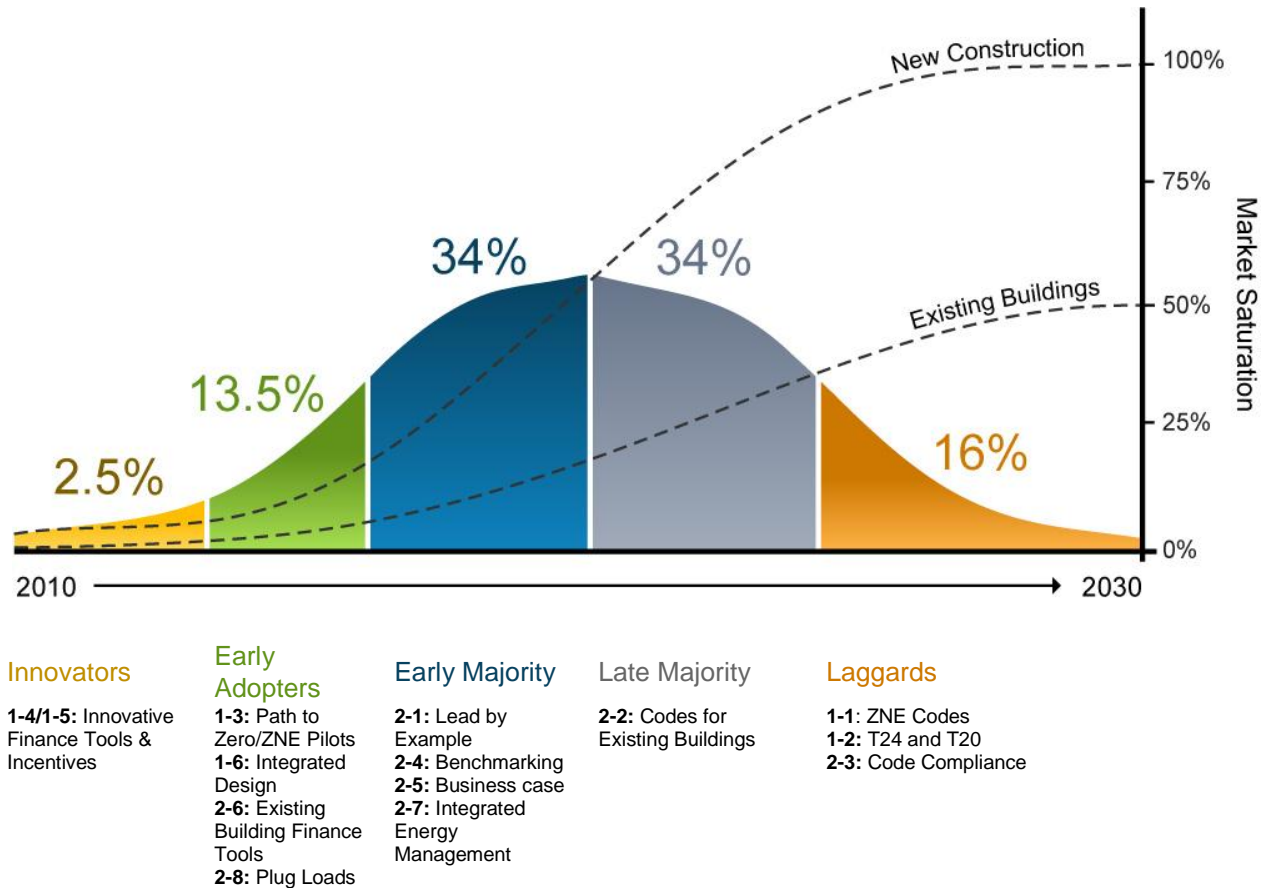 New Construction
100%
75%
Market Saturation
34%
34%
Existing Buildings
50%
13.5%
25%
16%
2.5%
0%
2010
2030
Innovators
1-4/1-5: Innovative
Finance Tools &
Incentives
Early
Adopters
1-3: Path to
Zero/ZNE Pilots
1-6: Integrated
Design
2-6: Existing
Building Finance
Tools
2-8: Plug Loads
Early Majority
2-1: Lead by
Example
2-4: Benchmarking
2-5: Business case
2-7: Integrated
Energy
Management
Late Majority
2-2: Codes for
Existing Buildings
Laggards
1-1: ZNE Codes
1-2: T24 and T20
2-3: Code Compliance